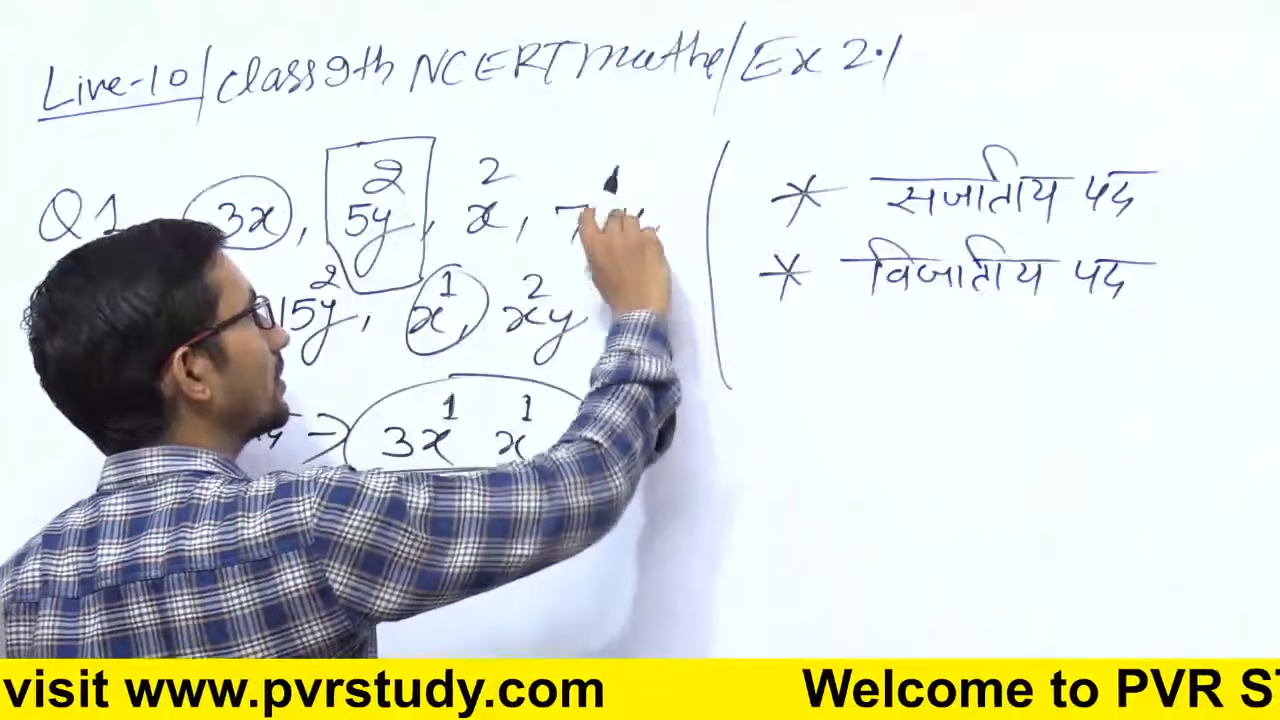 Live-10/class 9th NCERT maths/Ex 2.1
Q1 3x, 5y², x²,
* सजातीय पद
* विजातीय पद
15y², x¹, x²y
⇒ 3x¹ x¹
visit www.pvrstudy.com Welcome to PVR